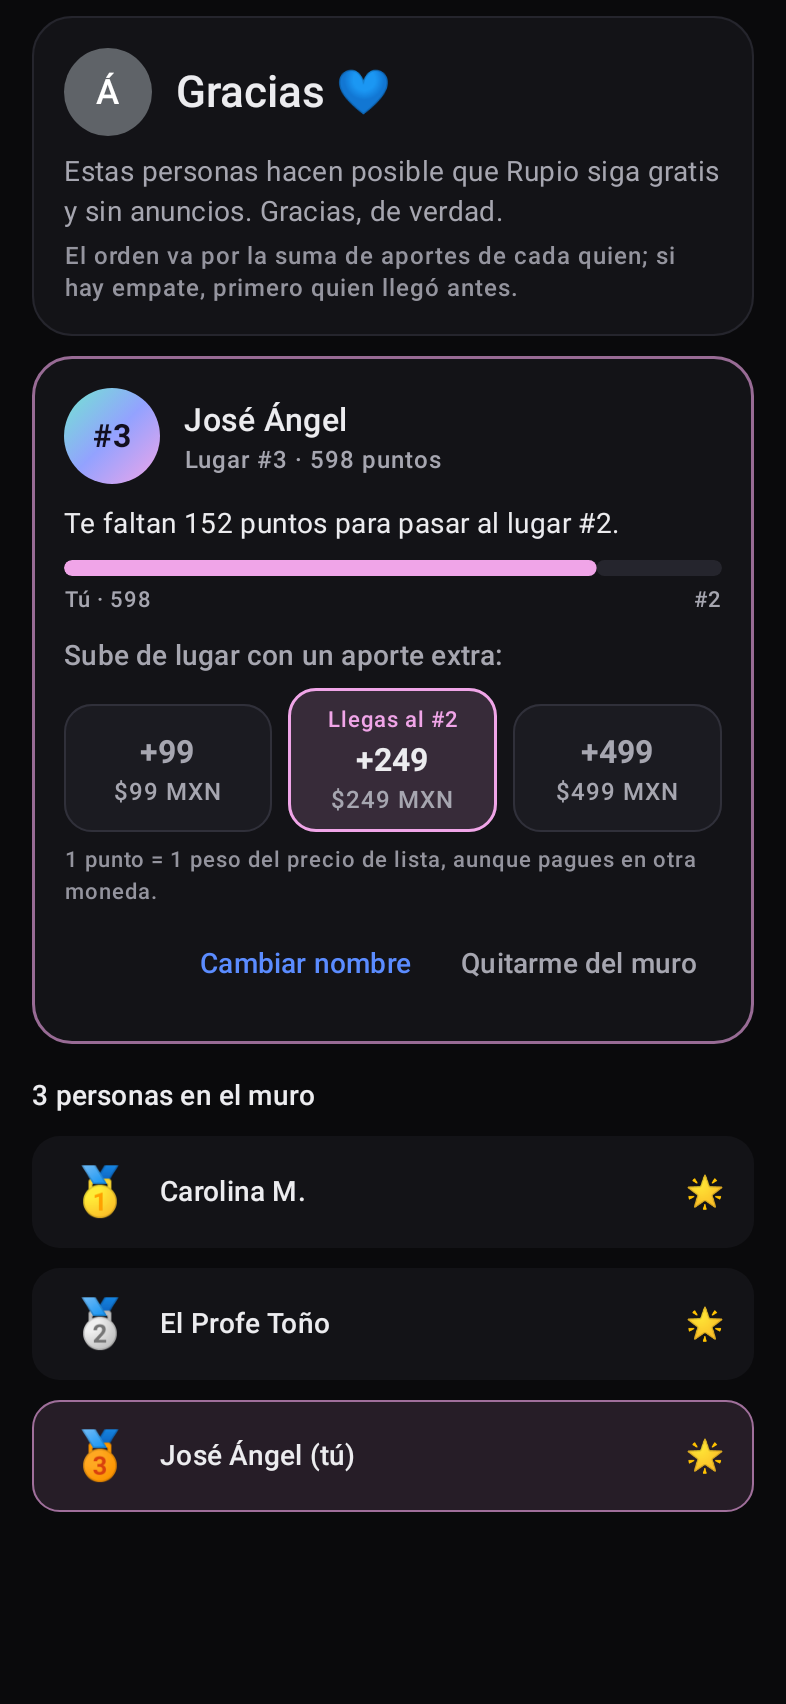 Á
Gracias 💙
Estas personas hacen posible que Rupio siga gratis
y sin anuncios. Gracias, de verdad.
El orden va por la suma de aportes de cada quien; si
hay empate, primero quien llegó antes.
#3
José Ángel
Lugar #3 · 598 puntos
Te faltan 152 puntos para pasar al lugar #2.
Tú · 598
#2
Sube de lugar con un aporte extra:
+99
$99 MXN
Llegas al #2
+249
$249 MXN
+499
$499 MXN
1 punto = 1 peso del precio de lista, aunque pagues en otra
moneda.
Cambiar nombre
Quitarme del muro
3 personas en el muro
1
Carolina M.
2
El Profe Toño
3
José Ángel (tú)